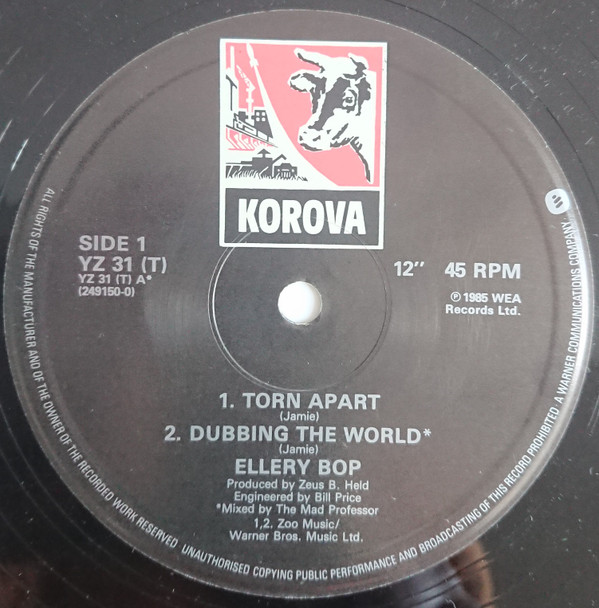 KOROVA
SIDE 1
YZ 31 (T)
YZ 31 (T) A*
(249150-0)
12" 45 RPM
℗ 1985 WEA
Records Ltd.
1. TORN APART
(Jamie)
2. DUBBING THE WORLD*
(Jamie)
ELLERY BOP
Produced by Zeus B. Held
Engineered by Bill Price
*Mixed by The Mad Professor
1,2. Zoo Music/
Warner Bros. Music Ltd.
ALL RIGHTS OF THE MANUFACTURER AND OF THE OWNER OF THE RECORDED WORK RESERVED UNAUTHORISED COPYING PUBLIC PERFORMANCE AND BROADCASTING OF THIS RECORD PROHIBITED A WARNER COMMUNICATIONS COMPANY